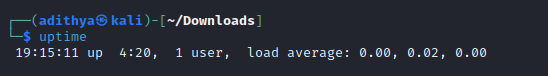 ┌──(adithya㉿kali)-[~/Downloads]
└─$ uptime
 19:15:11 up  4:20,  1 user,  load average: 0.00, 0.02, 0.00